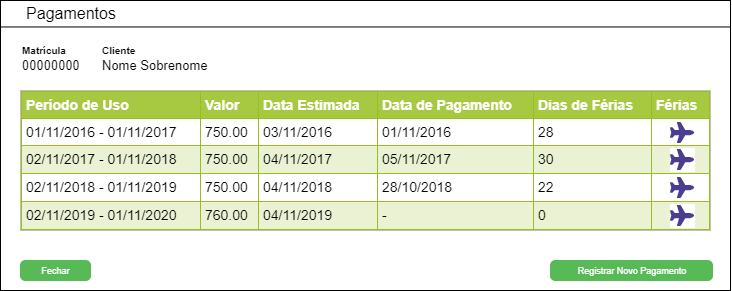 Pagamentos
Matrícula Cliente
00000000 Nome Sobrenome
Período de Uso Valor Data Estimada Data de Pagamento Dias de Férias Férias
01/11/2016 - 01/11/2017 750.00 03/11/2016 01/11/2016 28
02/11/2017 - 01/11/2018 750.00 04/11/2017 05/11/2017 30
02/11/2018 - 01/11/2019 750.00 04/11/2018 28/10/2018 22
02/11/2019 - 01/11/2020 760.00 04/11/2019 - 0
Fechar Registrar Novo Pagamento